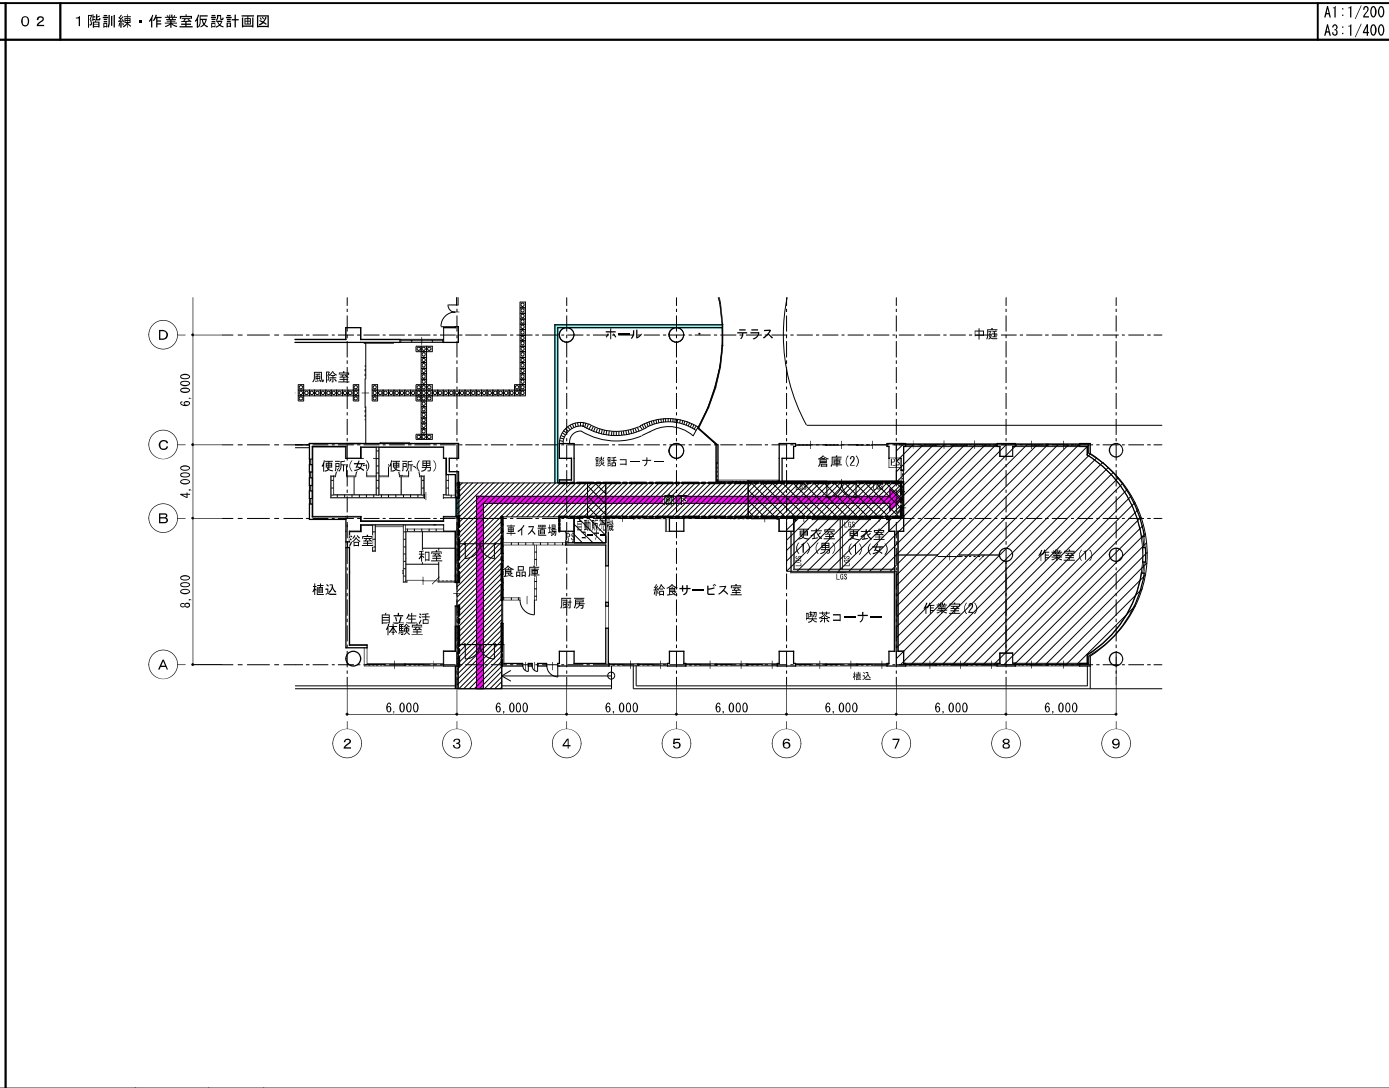 ０２ １階訓練・作業室仮設計画図
A1:1/200
A3:1/400
D ホール テラス 中庭
風除室
6,000
C
便所(女) 便所(男) 談話コーナー 倉庫(2) PS
4,000
B
車イス置場
浴室 更衣室 更衣室 LGS
(1)(男) (1)(女)
和室 作業室(1)
食品庫 LGS LGS
LGS
植込 厨房 給食サービス室
8,000
作業室(2)
自立生活 喫茶コーナー
体験室
A
植込
6,000 6,000 6,000 6,000 6,000 6,000 6,000
2 3 4 5 6 7 8 9